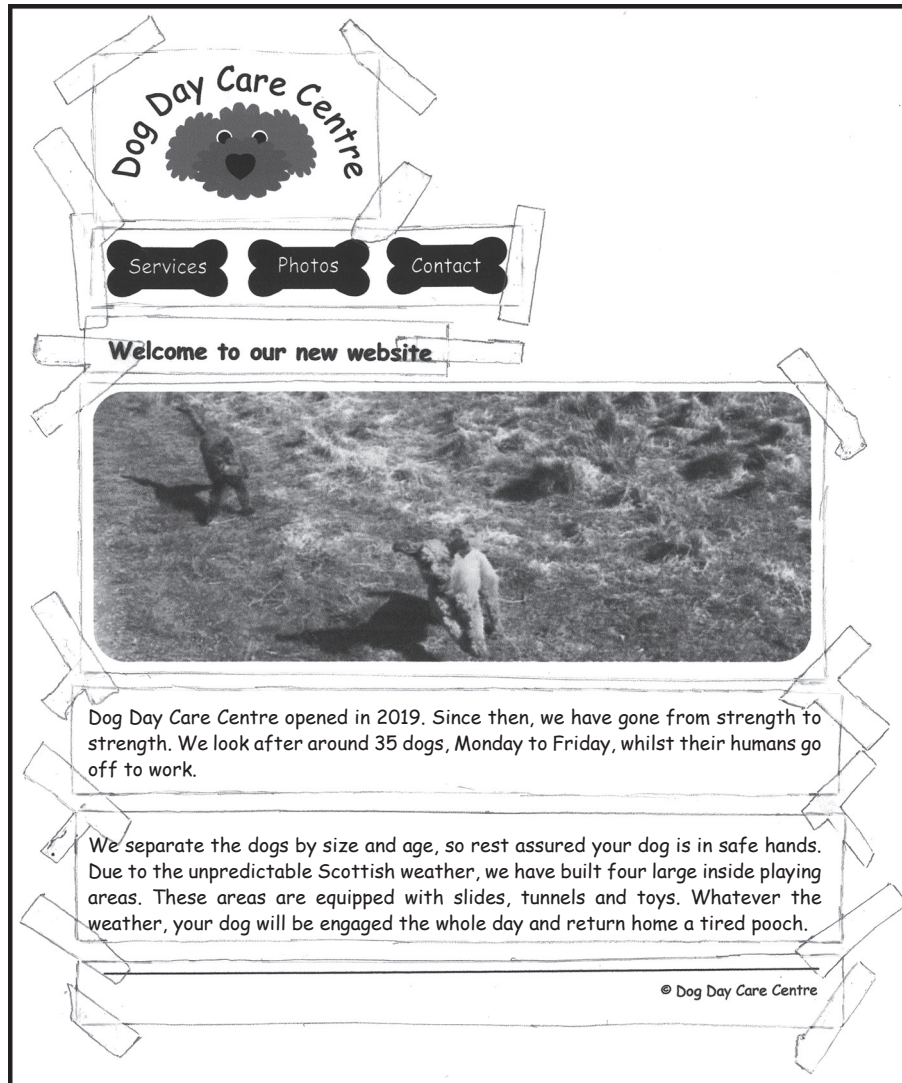 Dog Day Care Centre
Services Photos Contact
Welcome to our new website
Dog Day Care Centre opened in 2019. Since then, we have gone from strength to
strength. We look after around 35 dogs, Monday to Friday, whilst their humans go
off to work.
We separate the dogs by size and age, so rest assured your dog is in safe hands.
Due to the unpredictable Scottish weather, we have built four large inside playing
areas. These areas are equipped with slides, tunnels and toys. Whatever the
weather, your dog will be engaged the whole day and return home a tired pooch.
© Dog Day Care Centre